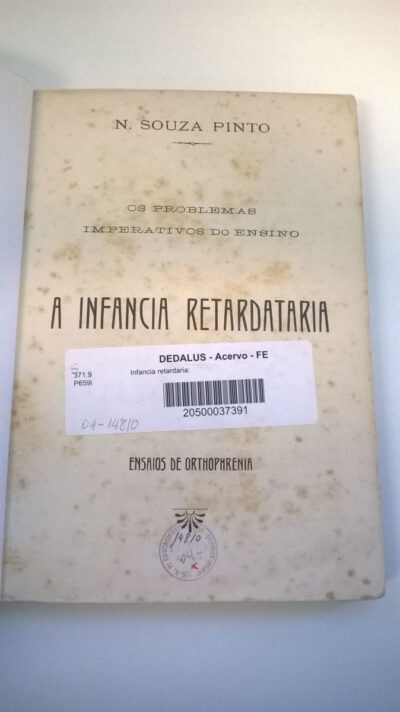 N. SOUZA PINTO
OS PROBLEMAS
IMPERATIVOS DO ENSINO
A INFANCIA RETARDATARIA
DEDALUS - Acervo - FE
371.9
P659i
Infancia retardaria:
20500037391
04-14810
ENSAIOS DE ORTHOPHRENIA